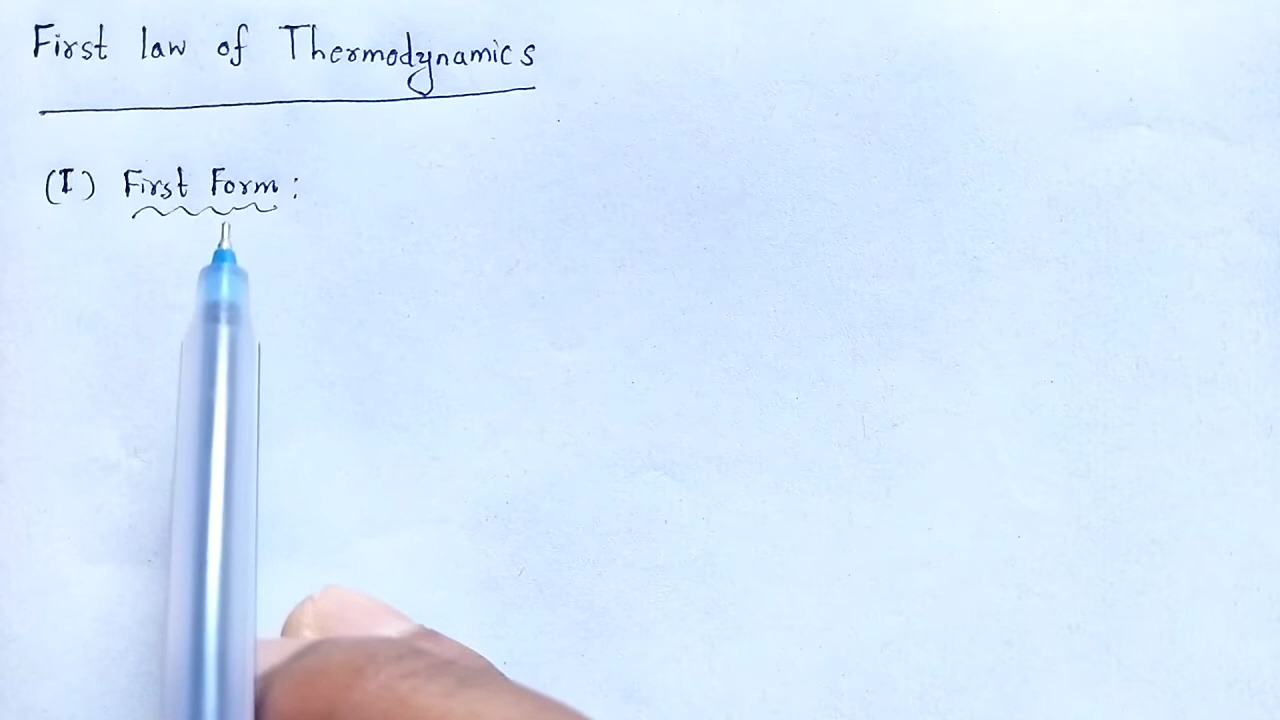 First law of Thermodynamics
(I) First Form :